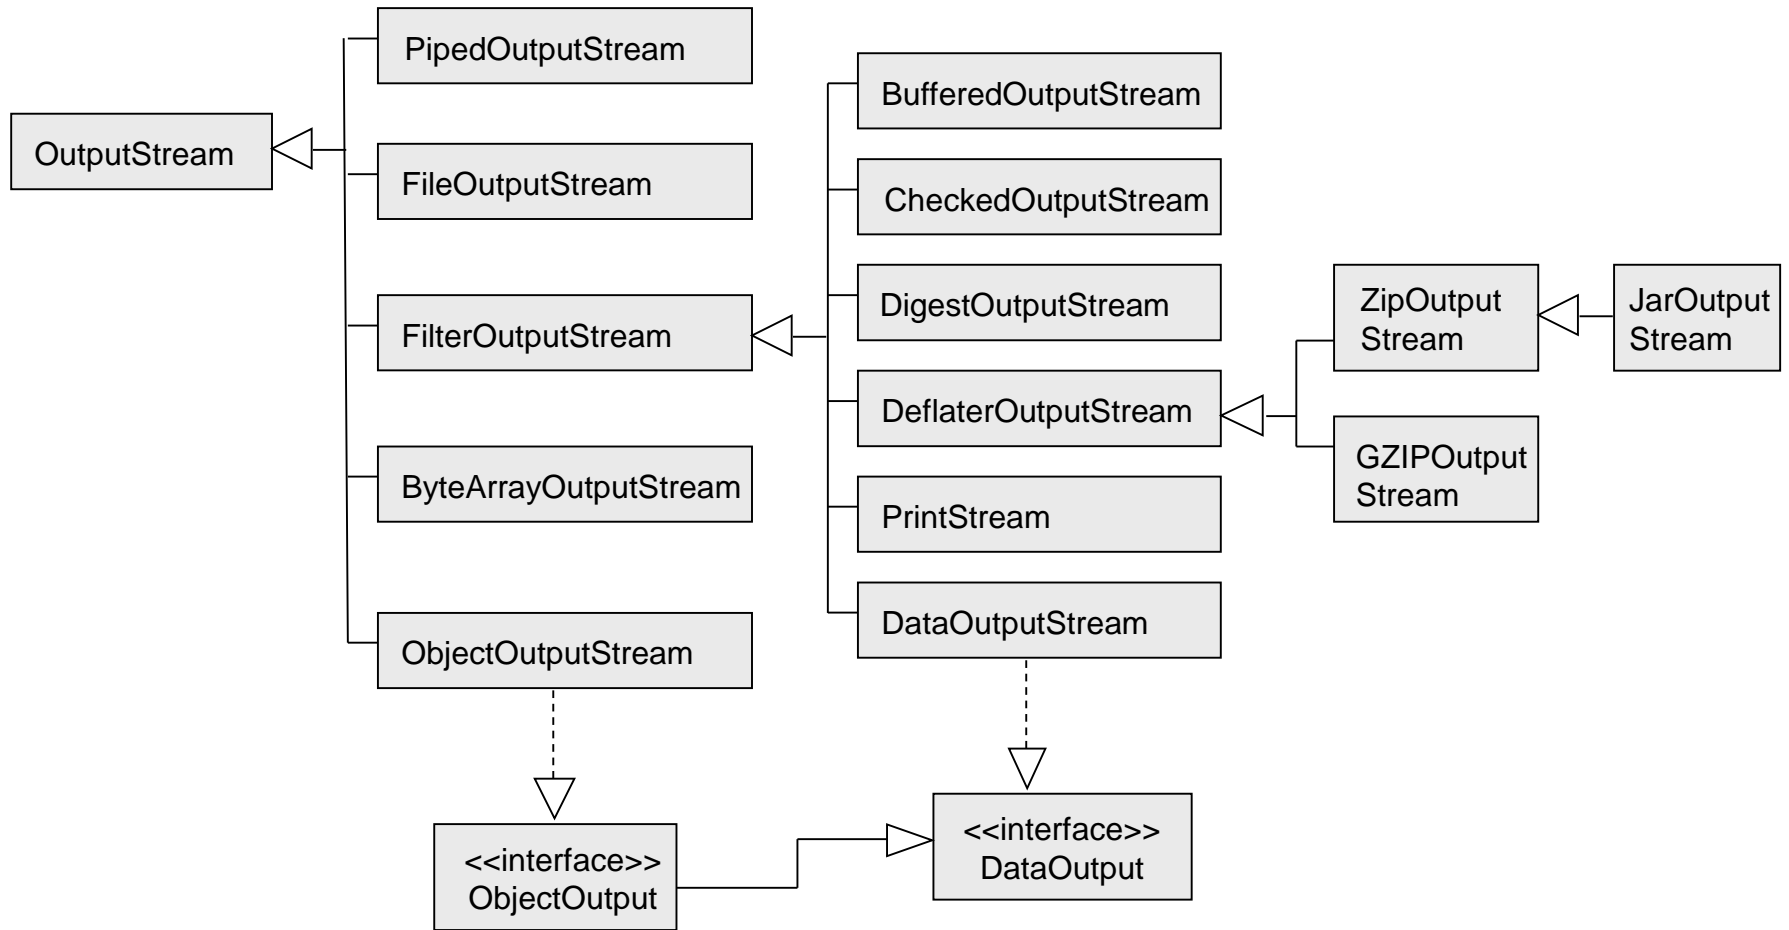 PipedOutputStream
BufferedOutputStream
OutputStream
FileOutputStream
CheckedOutputStream
DigestOutputStream
ZipOutput
Stream
JarOutput
Stream
FilterOutputStream
DeflaterOutputStream
GZIPOutput
Stream
ByteArrayOutputStream
PrintStream
DataOutputStream
ObjectOutputStream
<<interface>>
DataOutput
<<interface>>
ObjectOutput